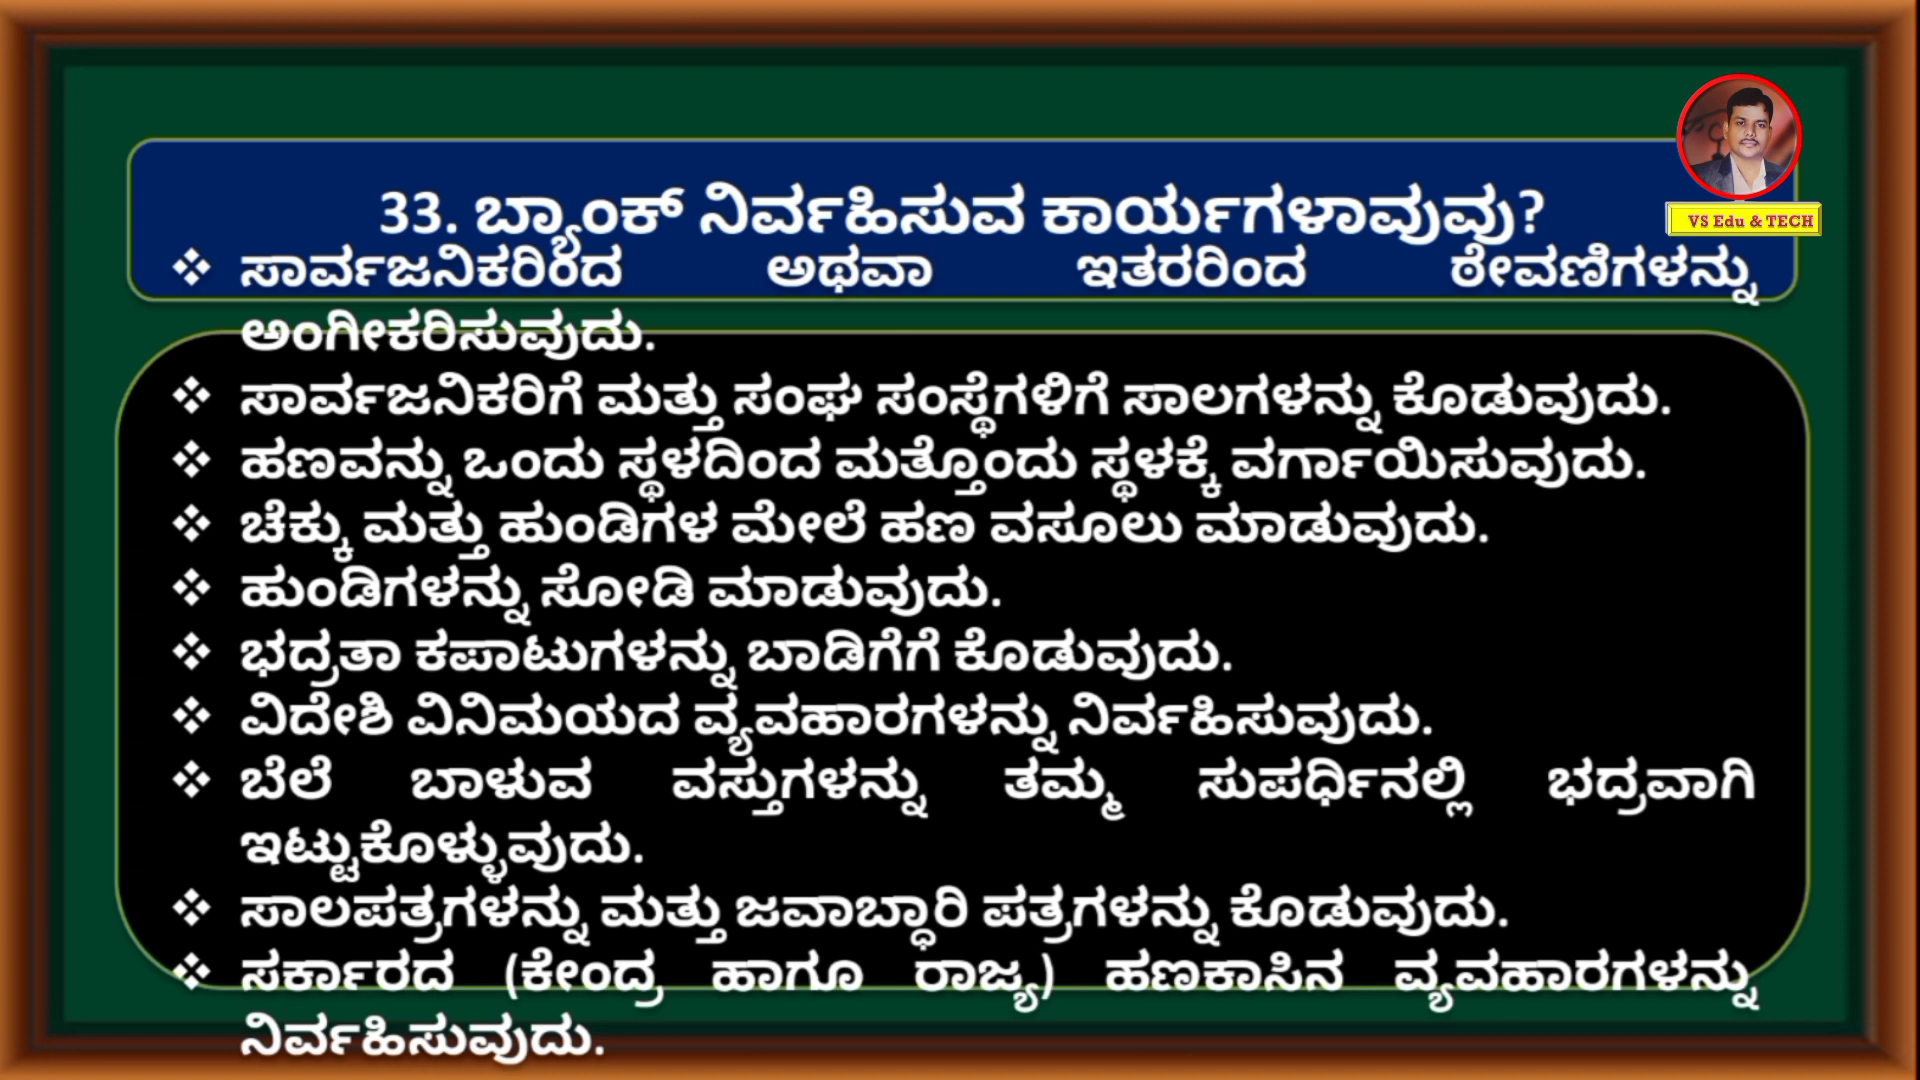 33. ಬ್ಯಾಂಕ್ ನಿರ್ವಹಿಸುವ ಕಾರ್ಯಗಳಾವುವು?
VS Edu & TECH
❖ ಸಾರ್ವಜನಿಕರಿಂದ ಅಥವಾ ಇತರರಿಂದ ಠೇವಣಿಗಳನ್ನು
ಅಂಗೀಕರಿಸುವುದು.
❖ ಸಾರ್ವಜನಿಕರಿಗೆ ಮತ್ತು ಸಂಘ ಸಂಸ್ಥೆಗಳಿಗೆ ಸಾಲಗಳನ್ನು ಕೊಡುವುದು.
❖ ಹಣವನ್ನು ಒಂದು ಸ್ಥಳದಿಂದ ಮತ್ತೊಂದು ಸ್ಥಳಕ್ಕೆ ವರ್ಗಾಯಿಸುವುದು.
❖ ಚೆಕ್ಕು ಮತ್ತು ಹುಂಡಿಗಳ ಮೇಲೆ ಹಣ ವಸೂಲು ಮಾಡುವುದು.
❖ ಹುಂಡಿಗಳನ್ನು ಸೋಡಿ ಮಾಡುವುದು.
❖ ಭದ್ರತಾ ಕಪಾಟುಗಳನ್ನು ಬಾಡಿಗೆಗೆ ಕೊಡುವುದು.
❖ ವಿದೇಶಿ ವಿನಿಮಯದ ವ್ಯವಹಾರಗಳನ್ನು ನಿರ್ವಹಿಸುವುದು.
❖ ಬೆಲೆ ಬಾಳುವ ವಸ್ತುಗಳನ್ನು ತಮ್ಮ ಸುಪರ್ಧಿನಲ್ಲಿ ಭದ್ರವಾಗಿ
ಇಟ್ಟುಕೊಳ್ಳುವುದು.
❖ ಸಾಲಪತ್ರಗಳನ್ನು ಮತ್ತು ಜವಾಬ್ಧಾರಿ ಪತ್ರಗಳನ್ನು ಕೊಡುವುದು.
❖ ಸರ್ಕಾರದ (ಕೇಂದ್ರ ಹಾಗೂ ರಾಜ್ಯ) ಹಣಕಾಸಿನ ವ್ಯವಹಾರಗಳನ್ನು
ನಿರ್ವಹಿಸುವುದು.